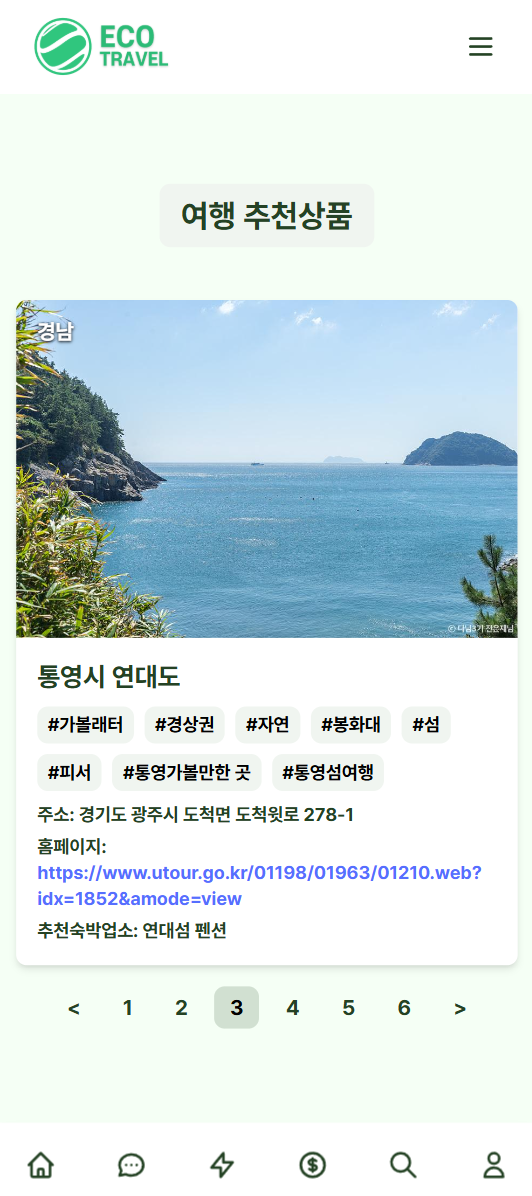 ECO
TRAVEL
여행 추천상품
경남
ⓒ 다님3기 전윤재님
통영시 연대도
#가볼래터 #경상권 #자연 #봉화대 #섬
#피서 #통영가볼만한 곳 #통영섬여행
주소: 경기도 광주시 도척면 도척윗로 278-1
홈페이지:
https://www.utour.go.kr/01198/01963/01210.web?
idx=1852&amode=view
추천숙박업소: 연대섬 펜션
< 1 2 3 4 5 6 >